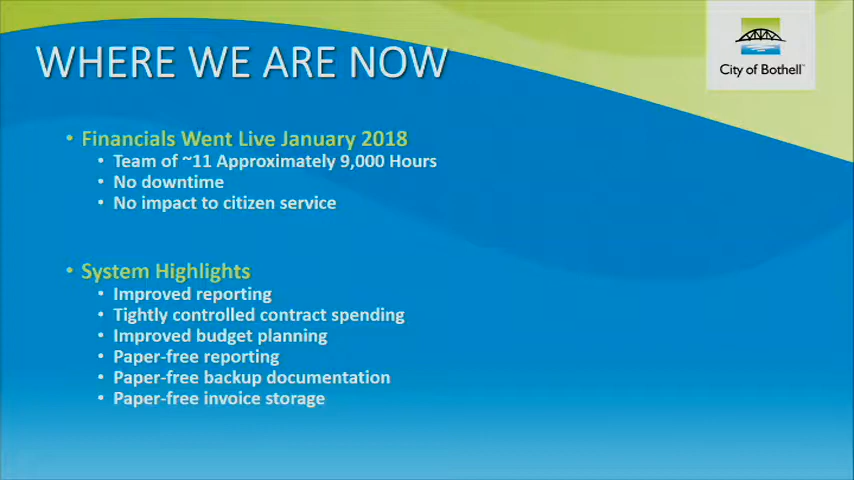 WHERE WE ARE NOW
City of Bothell™
• Financials Went Live January 2018
• Team of ~11 Approximately 9,000 Hours
• No downtime
• No impact to citizen service
• System Highlights
• Improved reporting
• Tightly controlled contract spending
• Improved budget planning
• Paper-free reporting
• Paper-free backup documentation
• Paper-free invoice storage